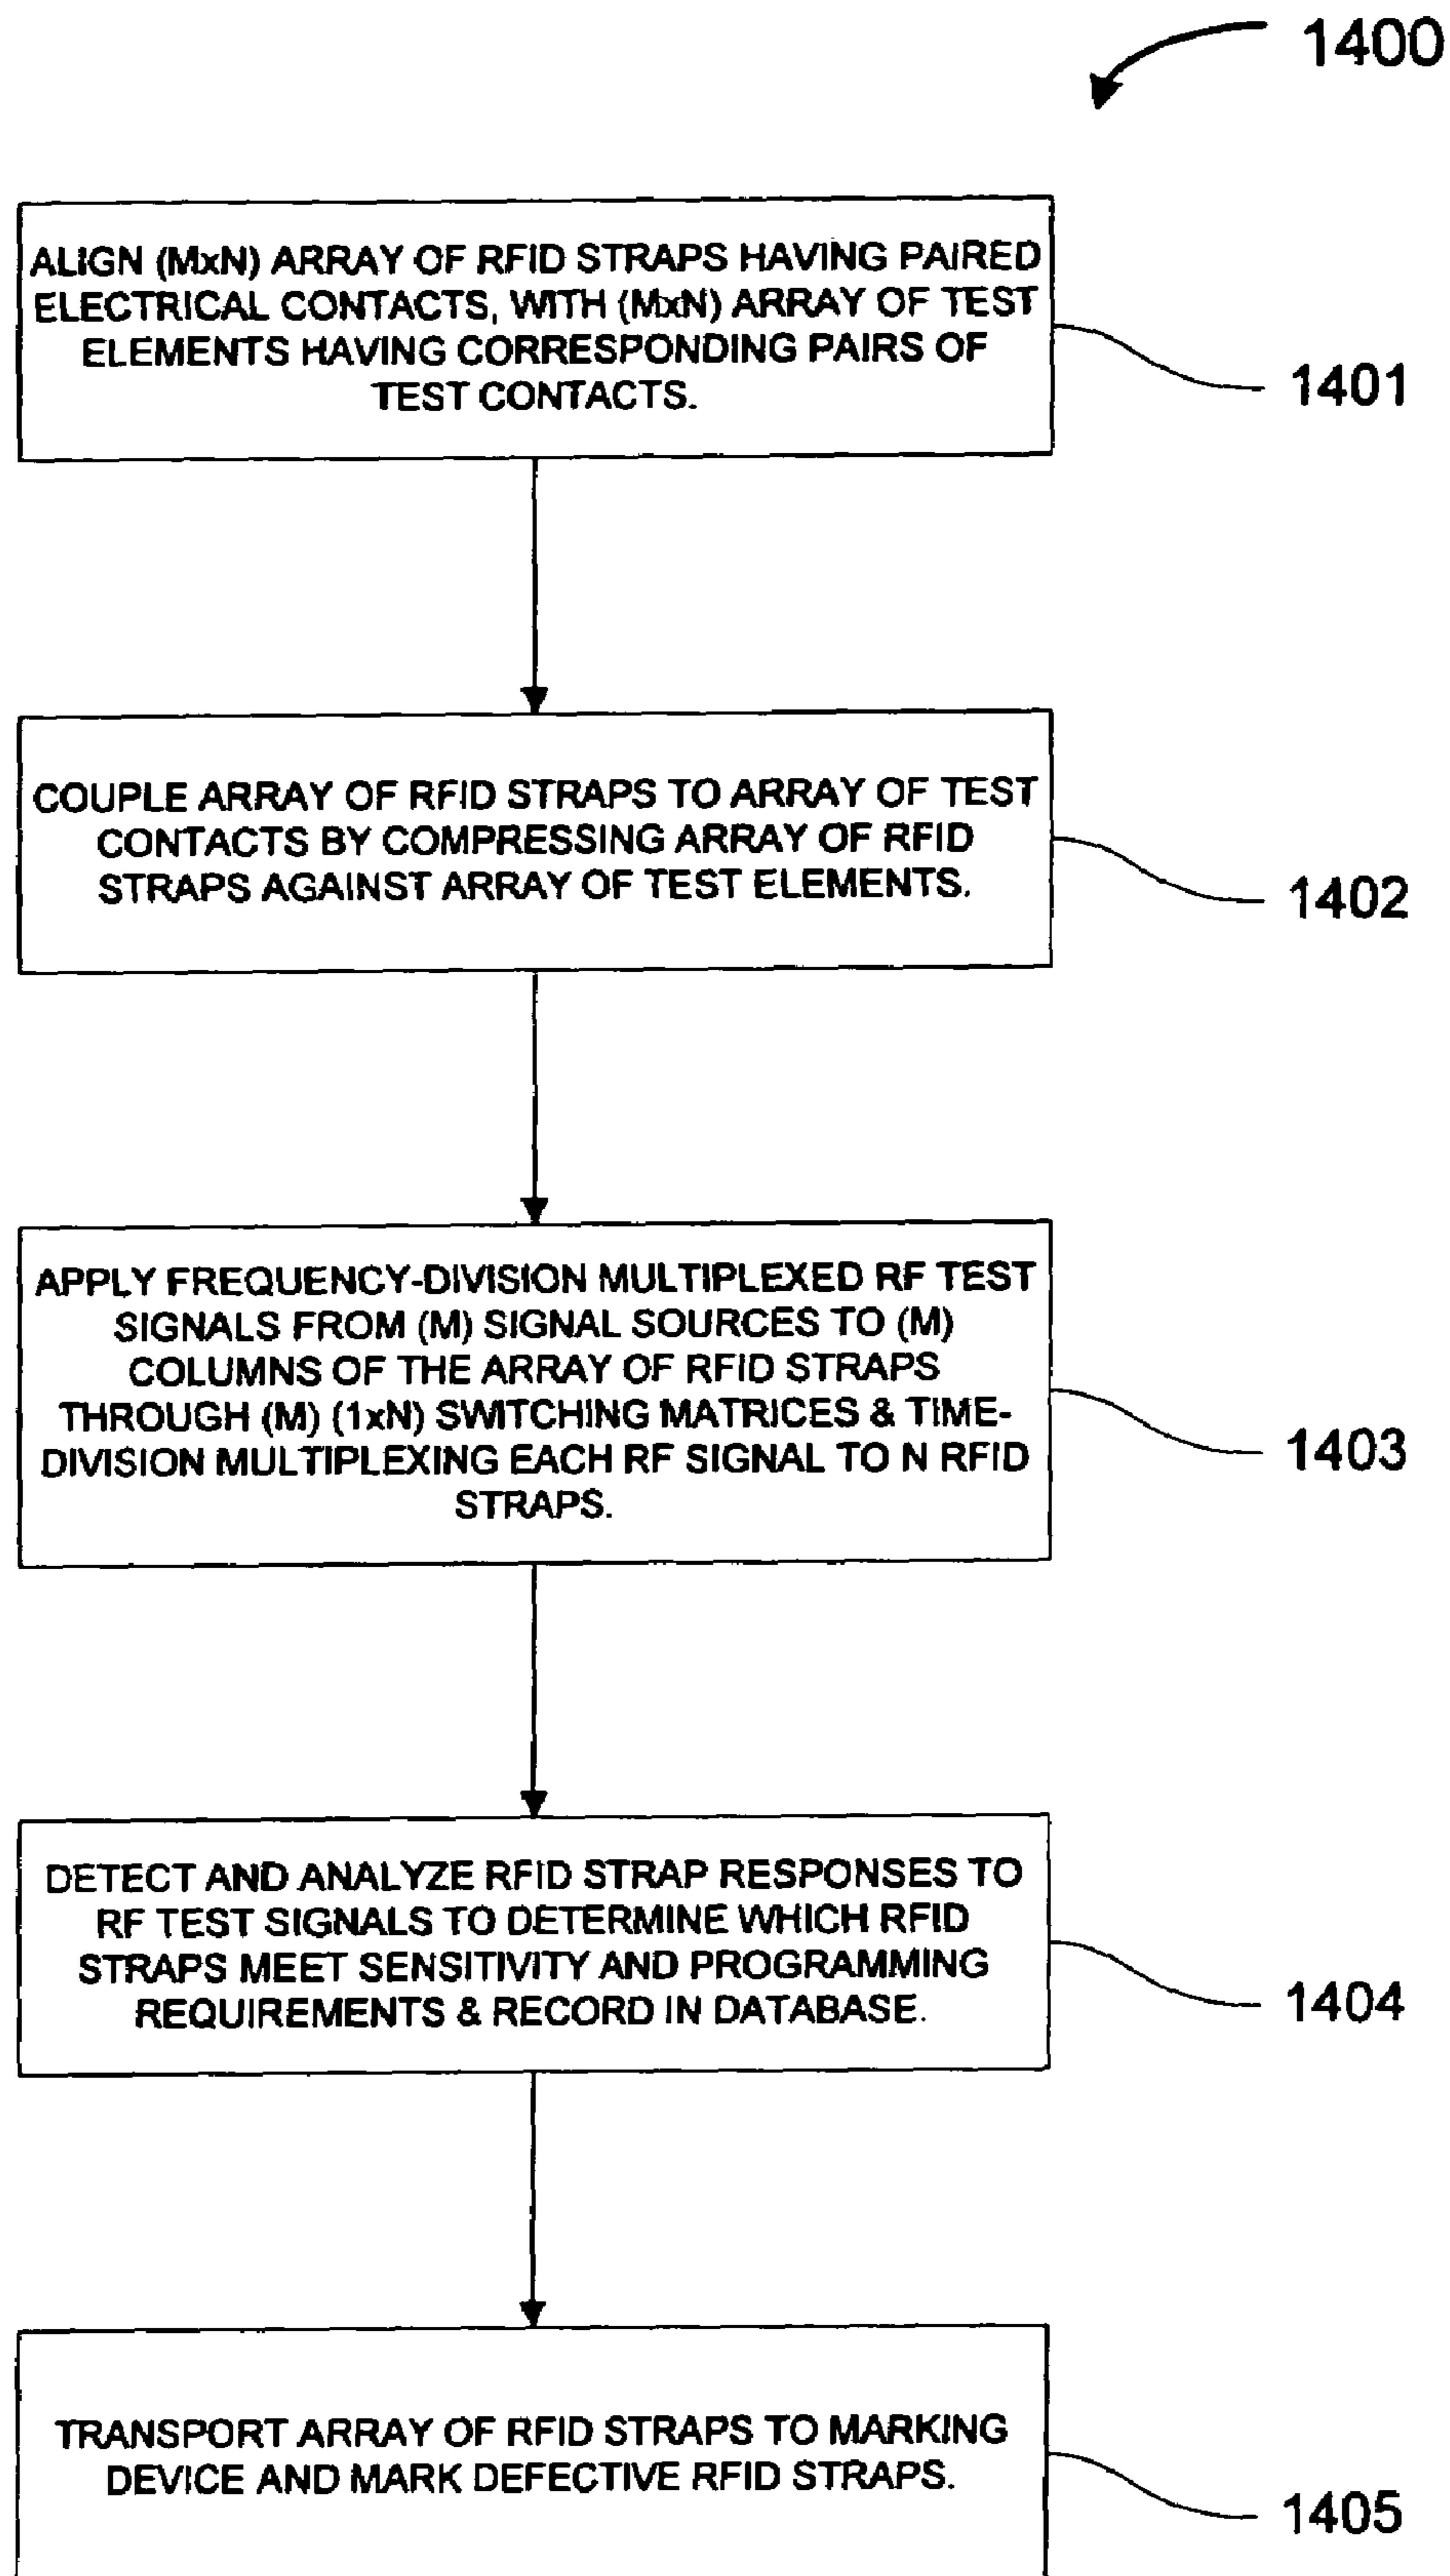 1400
ALIGN (MxN) ARRAY OF RFID STRAPS HAVING PAIRED
ELECTRICAL CONTACTS, WITH (MxN) ARRAY OF TEST
ELEMENTS HAVING CORRESPONDING PAIRS OF
TEST CONTACTS.
1401
COUPLE ARRAY OF RFID STRAPS TO ARRAY OF TEST
CONTACTS BY COMPRESSING ARRAY OF RFID
STRAPS AGAINST ARRAY OF TEST ELEMENTS.
1402
APPLY FREQUENCY-DIVISION MULTIPLEXED RF TEST
SIGNALS FROM (M) SIGNAL SOURCES TO (M)
COLUMNS OF THE ARRAY OF RFID STRAPS
THROUGH (M) (1xN) SWITCHING MATRICES & TIME-
DIVISION MULTIPLEXING EACH RF SIGNAL TO N RFID
STRAPS.
1403
DETECT AND ANALYZE RFID STRAP RESPONSES TO
RF TEST SIGNALS TO DETERMINE WHICH RFID
STRAPS MEET SENSITIVITY AND PROGRAMMING
REQUIREMENTS & RECORD IN DATABASE.
1404
TRANSPORT ARRAY OF RFID STRAPS TO MARKING
DEVICE AND MARK DEFECTIVE RFID STRAPS.
1405